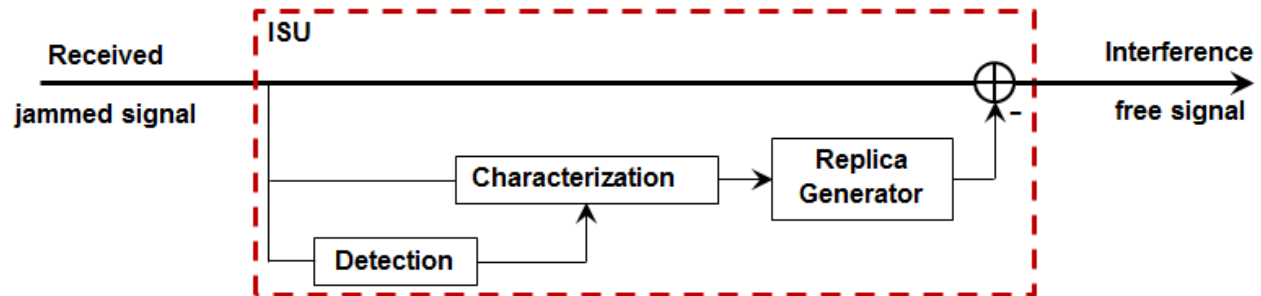 ISU
Received
jammed signal
Interference
free signal
-
Characterization
Replica
Generator
Detection